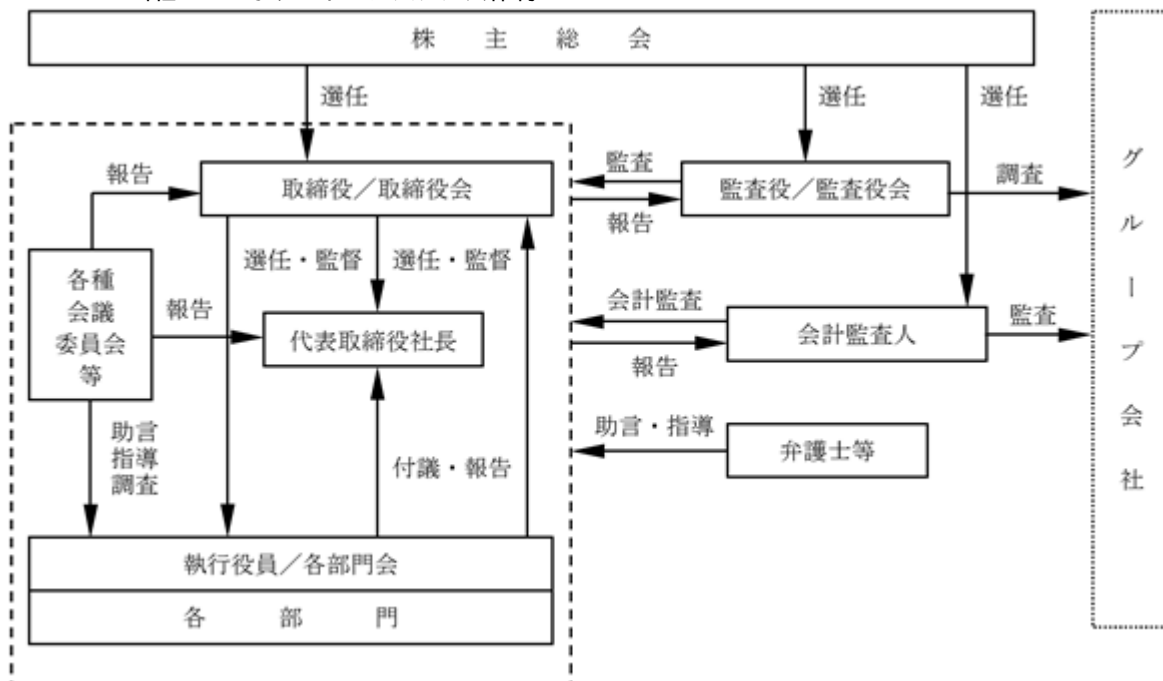 株主総会
選任
選任
選任
報告
取締役／取締役会
監査
報告
監査役／監査役会
調査
選任・監督
選任・監督
各種
会議
委員会
等
報告
代表取締役社長
会計監査
報告
会計監査人
監査
助言
指導
調査
付議・報告
助言・指導
弁護士等
執行役員／各部門会
各部門
グループ会社